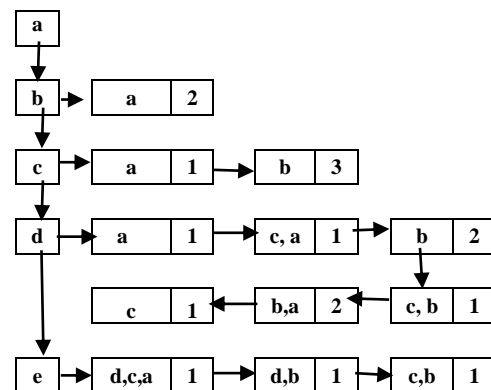 a
b a 2
c a 1 b 3
d a 1 c, a 1 b 2
c 1 b,a 2 c, b 1
e d,c,a 1 d,b 1 c,b 1